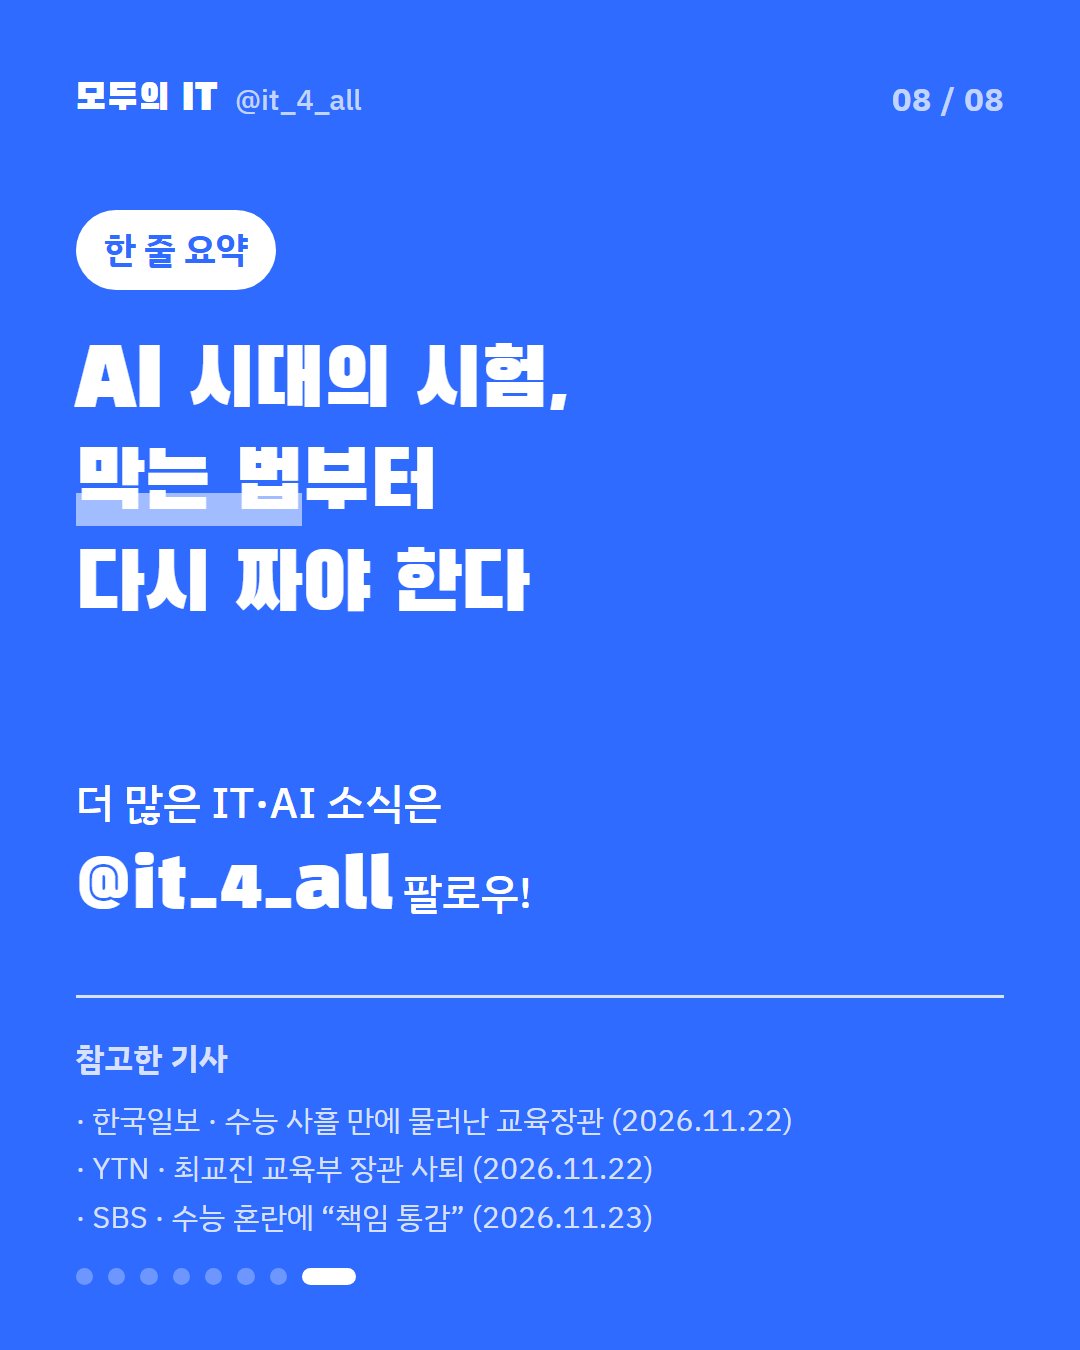 모두의 IT @it_4_all
08 / 08
한 줄 요약
AI 시대의 시험,
막는 법부터
다시 짜야 한다
더 많은 IT·AI 소식은
@it_4_all 팔로우!
참고한 기사
· 한국일보 · 수능 사흘 만에 물러난 교육장관 (2026.11.22)
· YTN · 최교진 교육부 장관 사퇴 (2026.11.22)
· SBS · 수능 혼란에 “책임 통감” (2026.11.23)